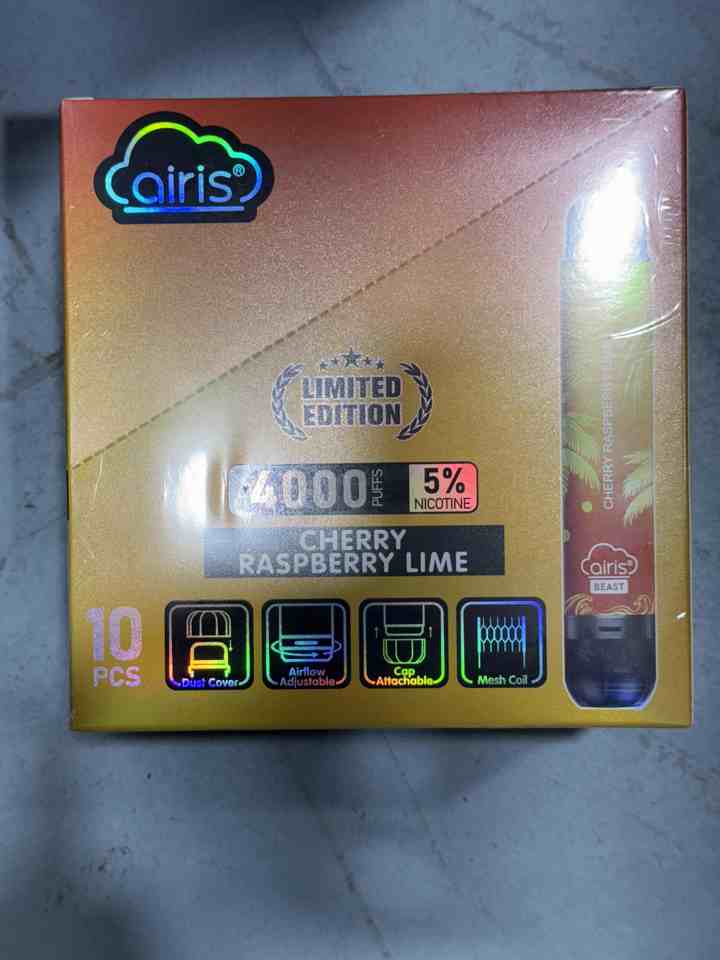 airis®
LIMITED
EDITION
4000 PUFFS
5%
NICOTINE
CHERRY
RASPBERRY LIME
10
PCS
Dust Cover
Airflow
Adjustable
Cap
Attachable
Mesh Coil
CHERRY RASPBERRY
airis®
BEAST